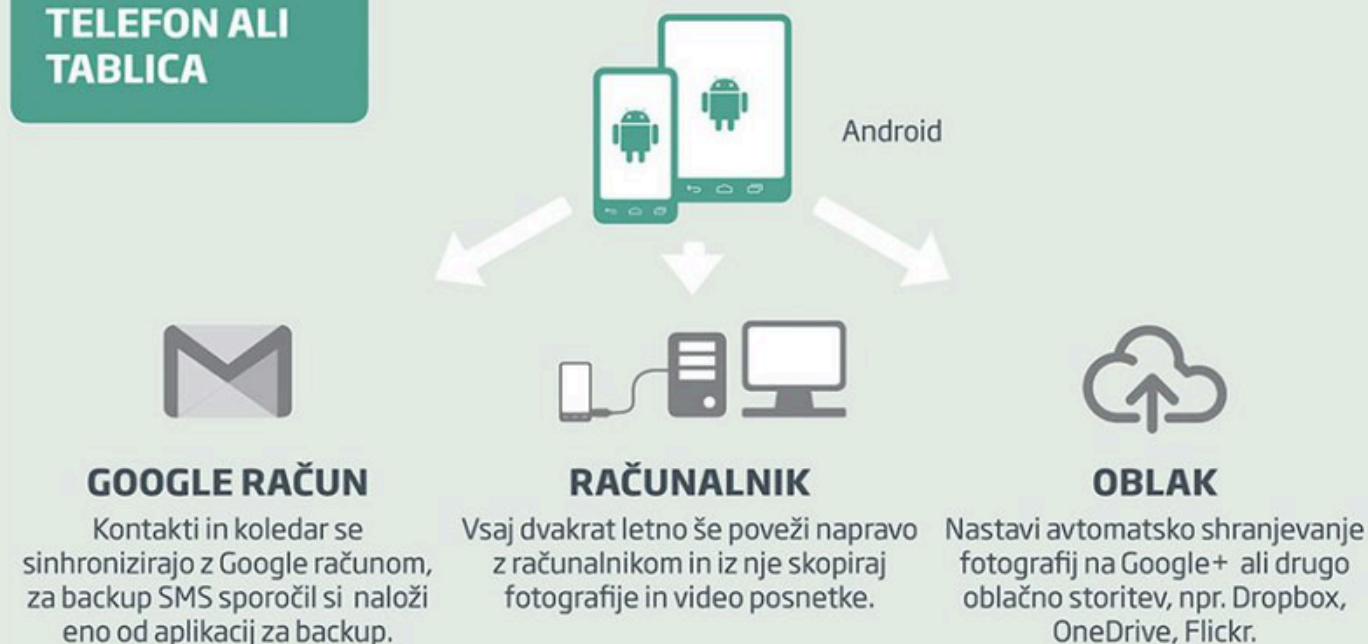 TELEFON ALI
TABLICA
Android
GOOGLE RAČUN
Kontakti in koledar se
sinhronizirajo z Google računom,
za backup SMS sporočil si naloži
eno od aplikacij za backup.
RAČUNALNIK
Vsaj dvakrat letno še poveži napravo
z računalnikom in iz nje skopiraj
fotografije in video posnetke.
OBLAK
Nastavi avtomatsko shranjevanje
fotografij na Google+ ali drugo
oblačno storitev, npr. Dropbox,
OneDrive, Flickr.